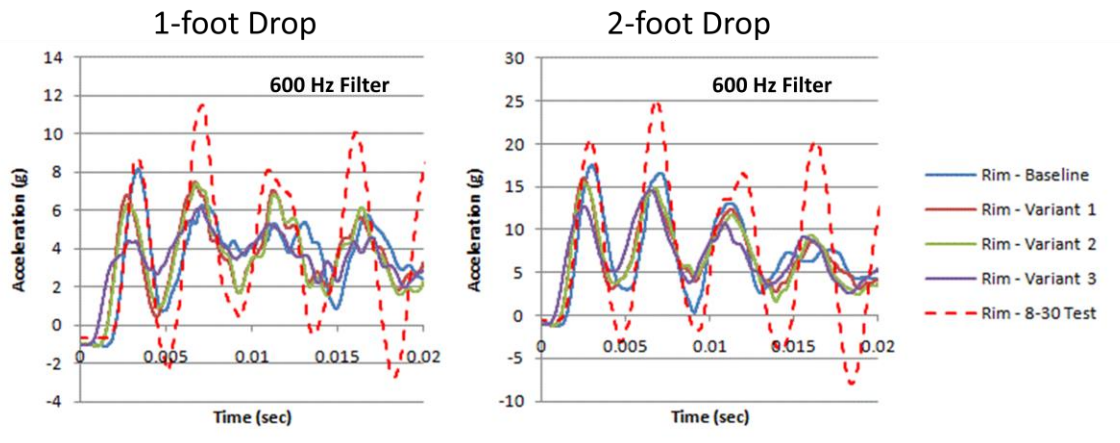 1-foot Drop
2-foot Drop
14
12
10
8
6
4
2
0
-2
-4
Acceleration (g)
600 Hz Filter
0
0.005
0.01
0.015
0.02
Time (sec)
30
25
20
15
10
5
0
-5
-10
Acceleration (g)
600 Hz Filter
0
0.005
0.01
0.015
0.02
Time (sec)
Rim - Baseline
Rim - Variant 1
Rim - Variant 2
Rim - Variant 3
Rim - 8-30 Test